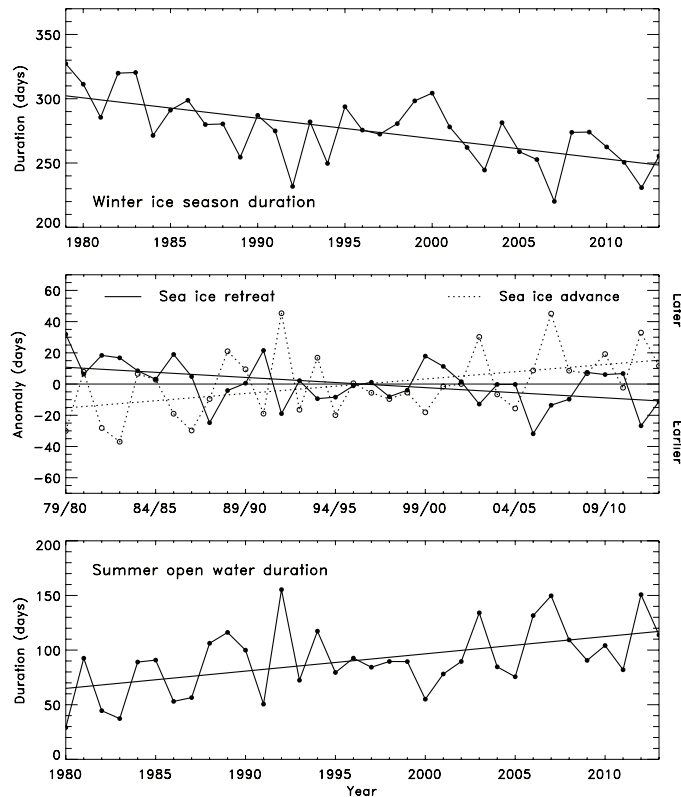 350
300
250
200
Duration (days)
Winter ice season duration
1980 1985 1990 1995 2000 2005 2010
60
40
20
0
-20
-40
-60
Anomaly (days)
Sea ice retreat Sea ice advance
Later
Earlier
79/80 84/85 89/90 94/95 99/00 04/05 09/10
200
150
100
50
0
Duration (days)
Summer open water duration
1980 1985 1990 1995 2000 2005 2010
Year